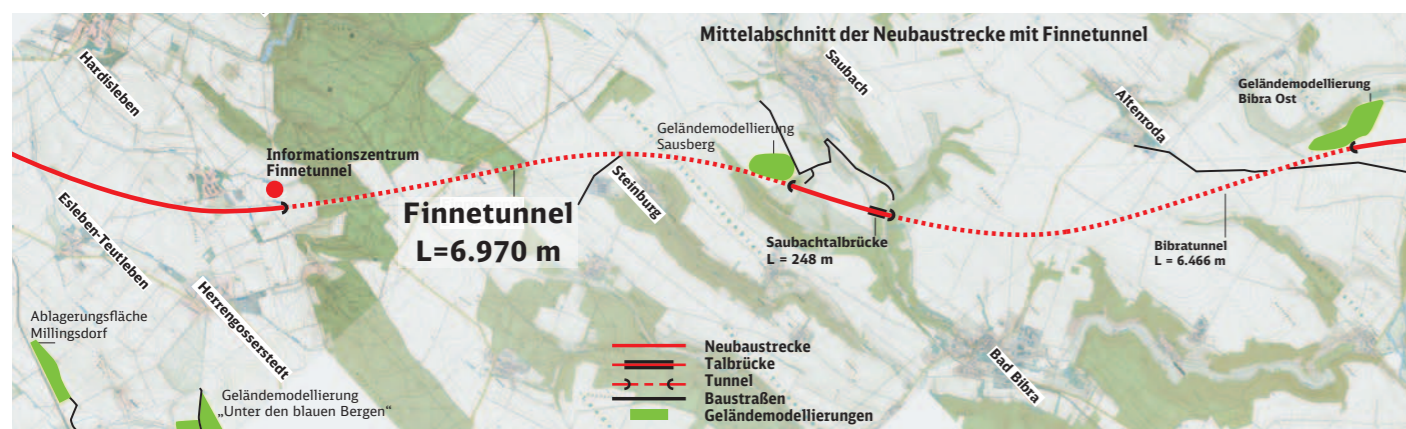 Mittelabschnitt der Neubaustrecke mit Finnetunnel
Hardisleben
Saubach
Geländemodellierung
Bibra Ost
Altenroda
Geländemodellierung
Sausberg
Informationszentrum
Finnetunnel
Steinburg
Finnetunnel
L=6.970 m
Esleben-Teutleben
Saubachtalbrücke
L = 248 m
Bibratunnel
L = 6.466 m
Herrengosserstedt
Ablagerungsfläche
Millingsdorf
Bad Bibra
Geländemodellierung
„Unter den blauen Bergen“
Neubaustrecke
Talbrücke
Tunnel
Baustraßen
Geländemodellierungen